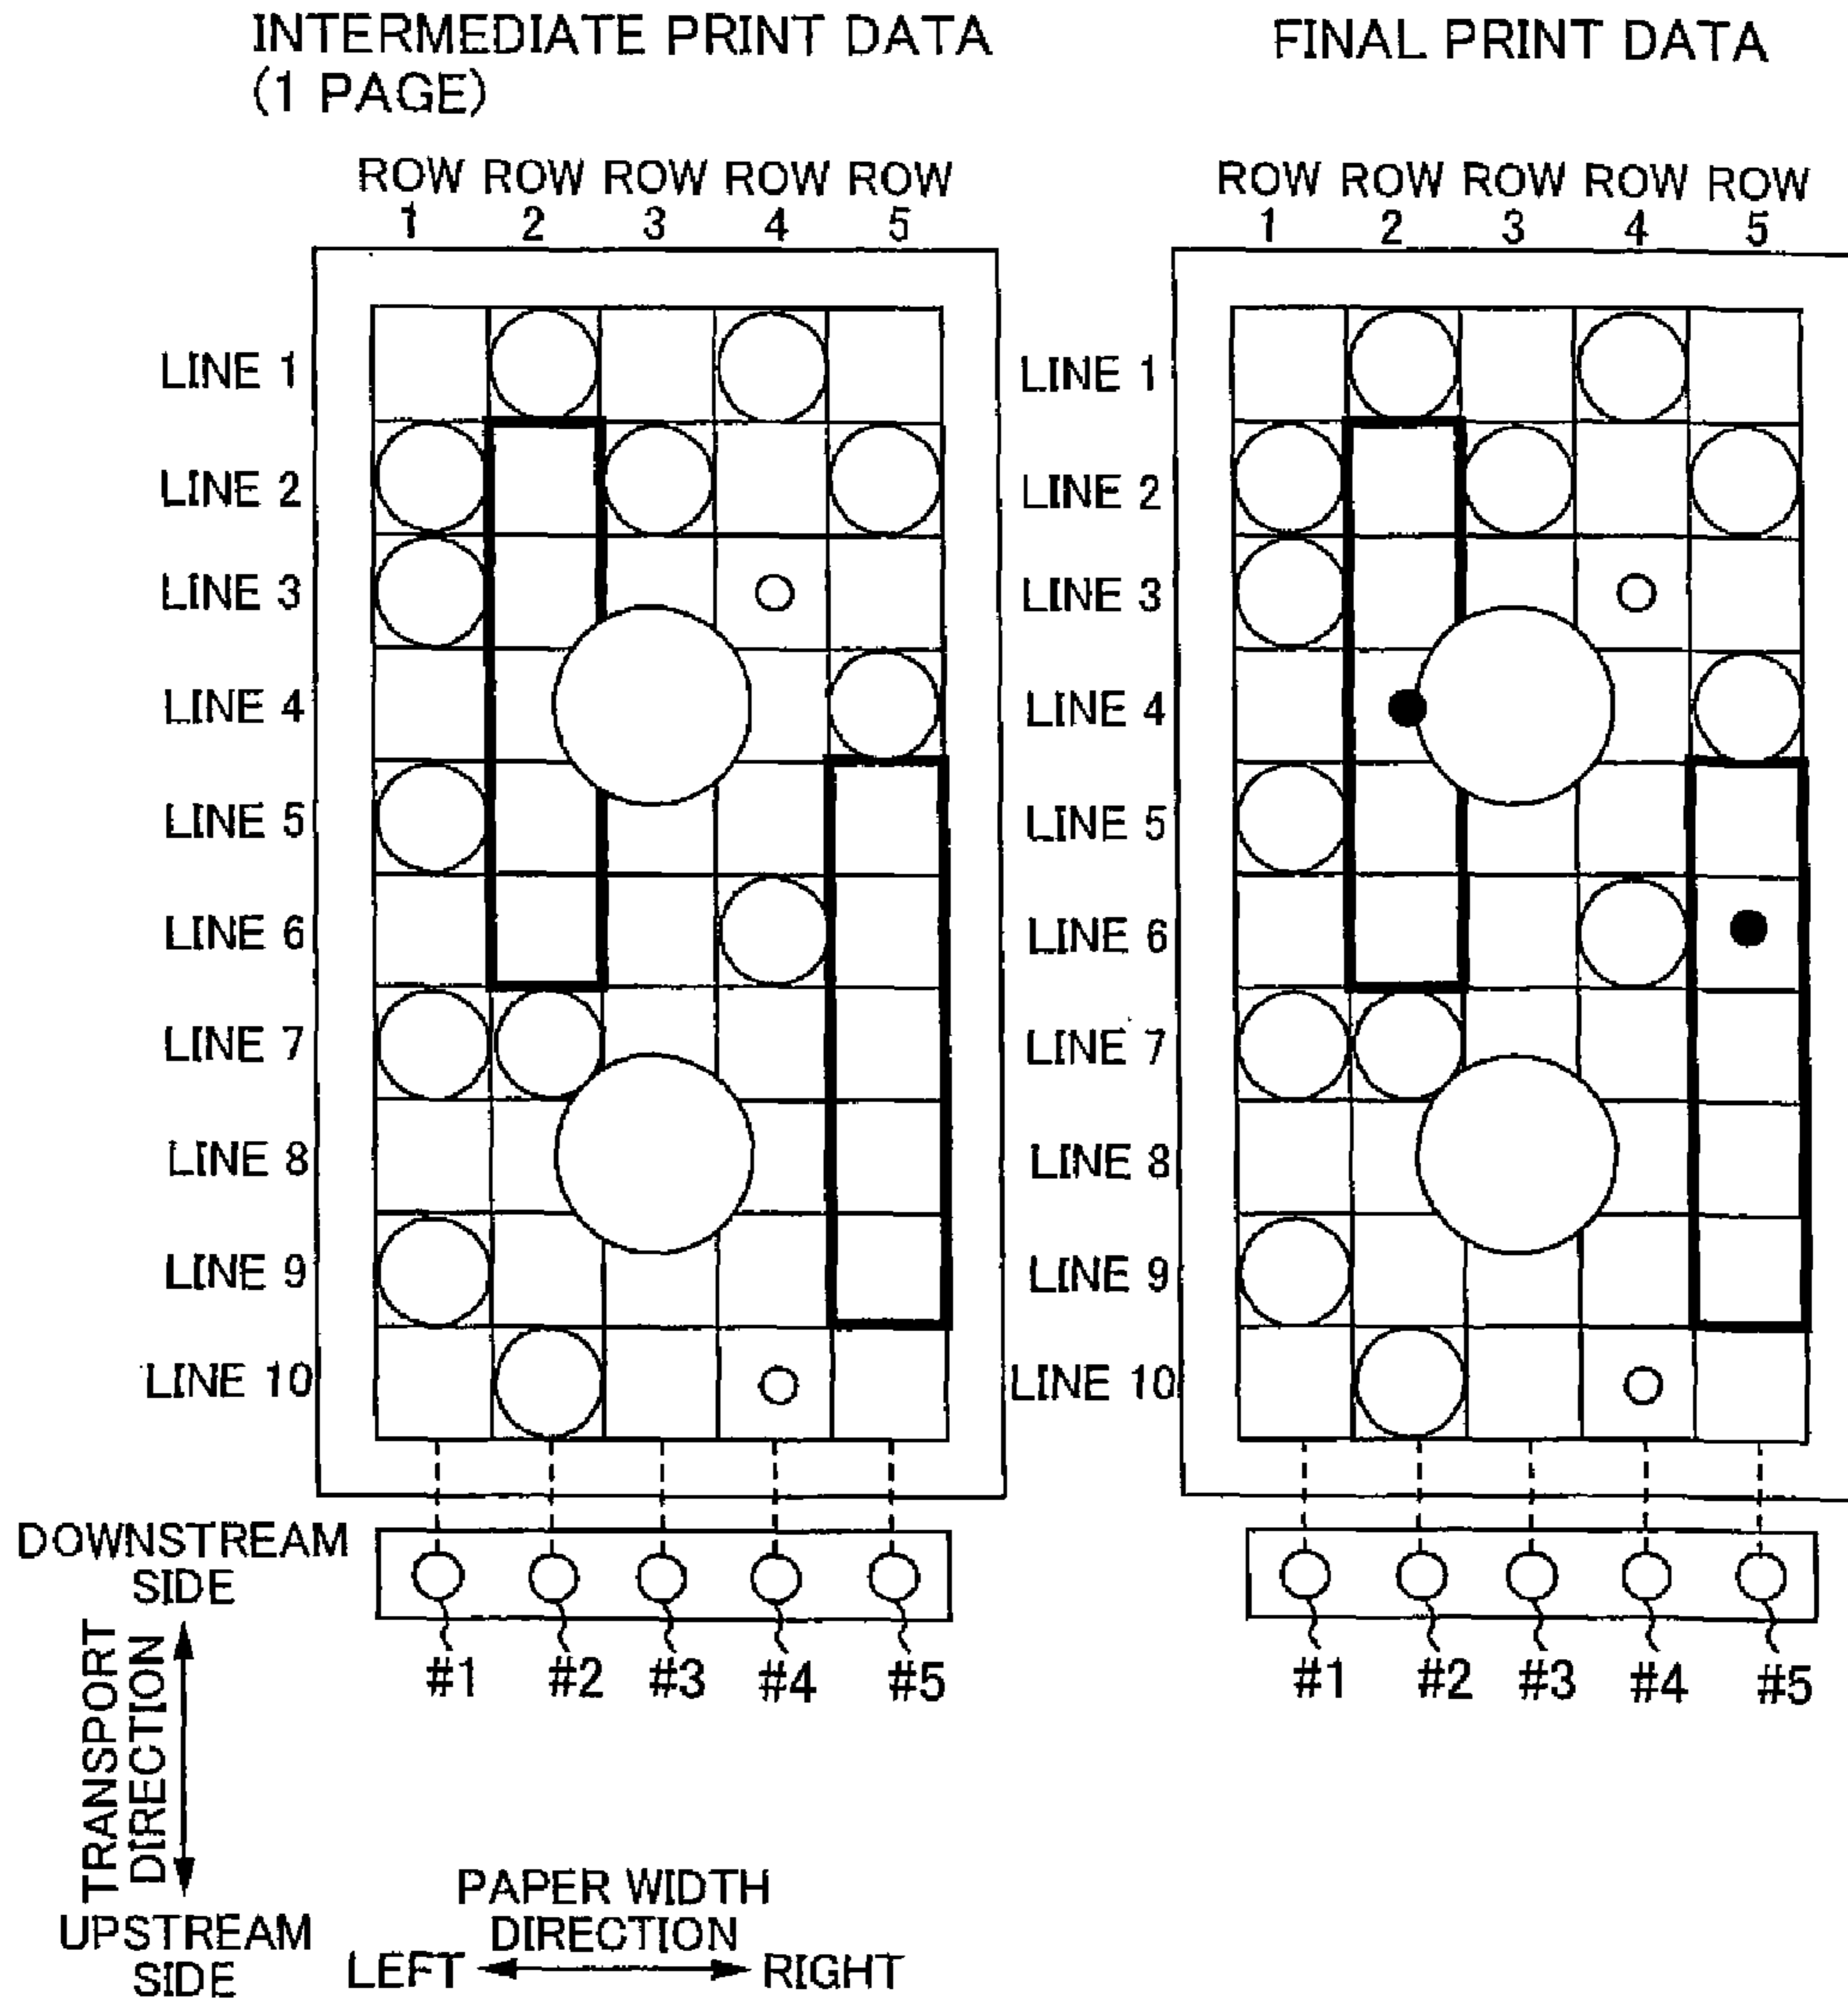 INTERMEDIATE PRINT DATA
(1 PAGE)
ROW ROW ROW ROW ROW
1 2 3 4 5
LINE 1
LINE 2
LINE 3
LINE 4
LINE 5
LINE 6
LINE 7
LINE 8
LINE 9
LINE 10
#1 #2 #3 #4 #5
FINAL PRINT DATA
ROW ROW ROW ROW ROW
1 2 3 4 5
LINE 1
LINE 2
LINE 3
LINE 4
LINE 5
LINE 6
LINE 7
LINE 8
LINE 9
LINE 10
#1 #2 #3 #4 #5
DOWNSTREAM
SIDE
TRANSPORT
DIRECTION
UPSTREAM
SIDE
PAPER WIDTH
DIRECTION
LEFT RIGHT